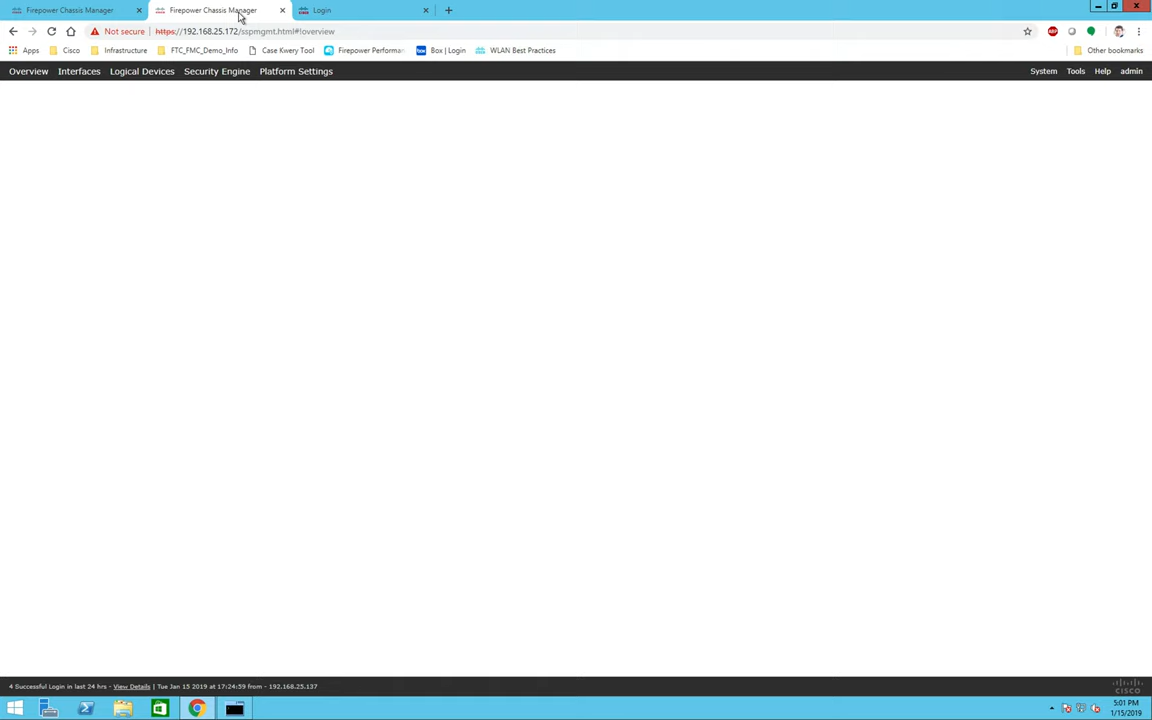 Firepower Chassis Manager
Firepower Chassis Manager
Login
Not secure
https://192.168.25.172/sspmgmt.html#overview
Apps
Cisco
Infrastructure
FTC_FMC_Demo_Info
Case Kwery Tool
Firepower Performan
Box | Login
WLAN Best Practices
Other bookmarks
Overview Interfaces Logical Devices Security Engine Platform Settings
System Tools Help admin
4 Successful Login in last 24 hrs - View Details | Tue Jan 15 2019 at 17:24:59 from - 192.168.25.137
CISCO
5:01 PM
1/15/2019